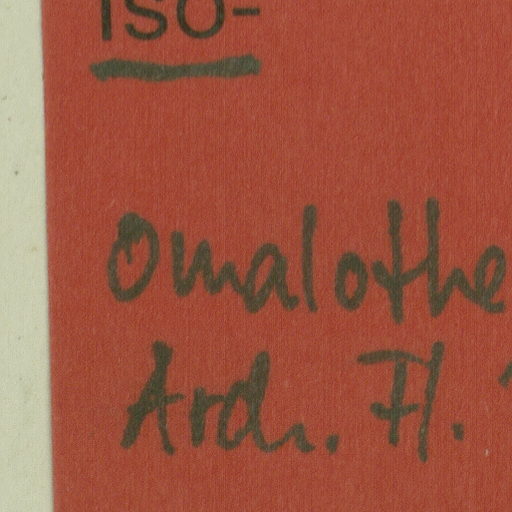 Iso-
Omalothe
Arch. Fl.